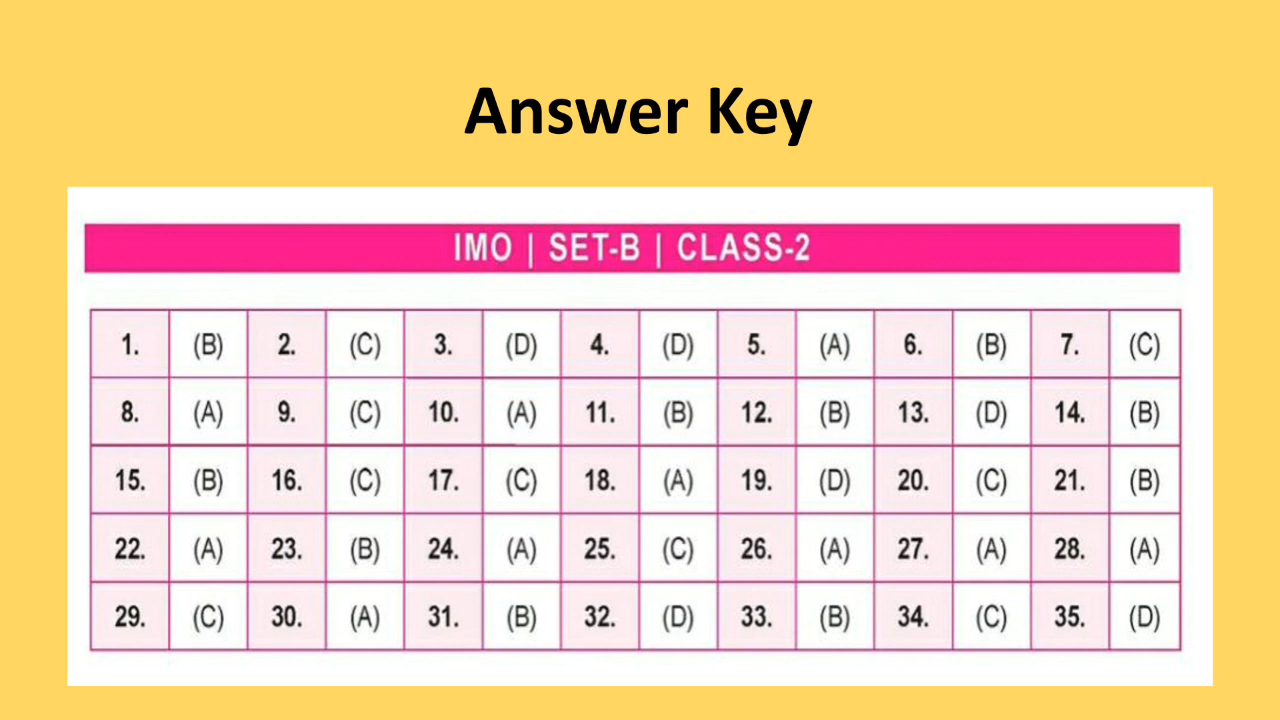 Answer Key
IMO | SET-B | CLASS-2
1. (B) 2. (C) 3. (D) 4. (D) 5. (A) 6. (B) 7. (C)
8. (A) 9. (C) 10. (A) 11. (B) 12. (B) 13. (D) 14. (B)
15. (B) 16. (C) 17. (C) 18. (A) 19. (D) 20. (C) 21. (B)
22. (A) 23. (B) 24. (A) 25. (C) 26. (A) 27. (A) 28. (A)
29. (C) 30. (A) 31. (B) 32. (D) 33. (B) 34. (C) 35. (D)